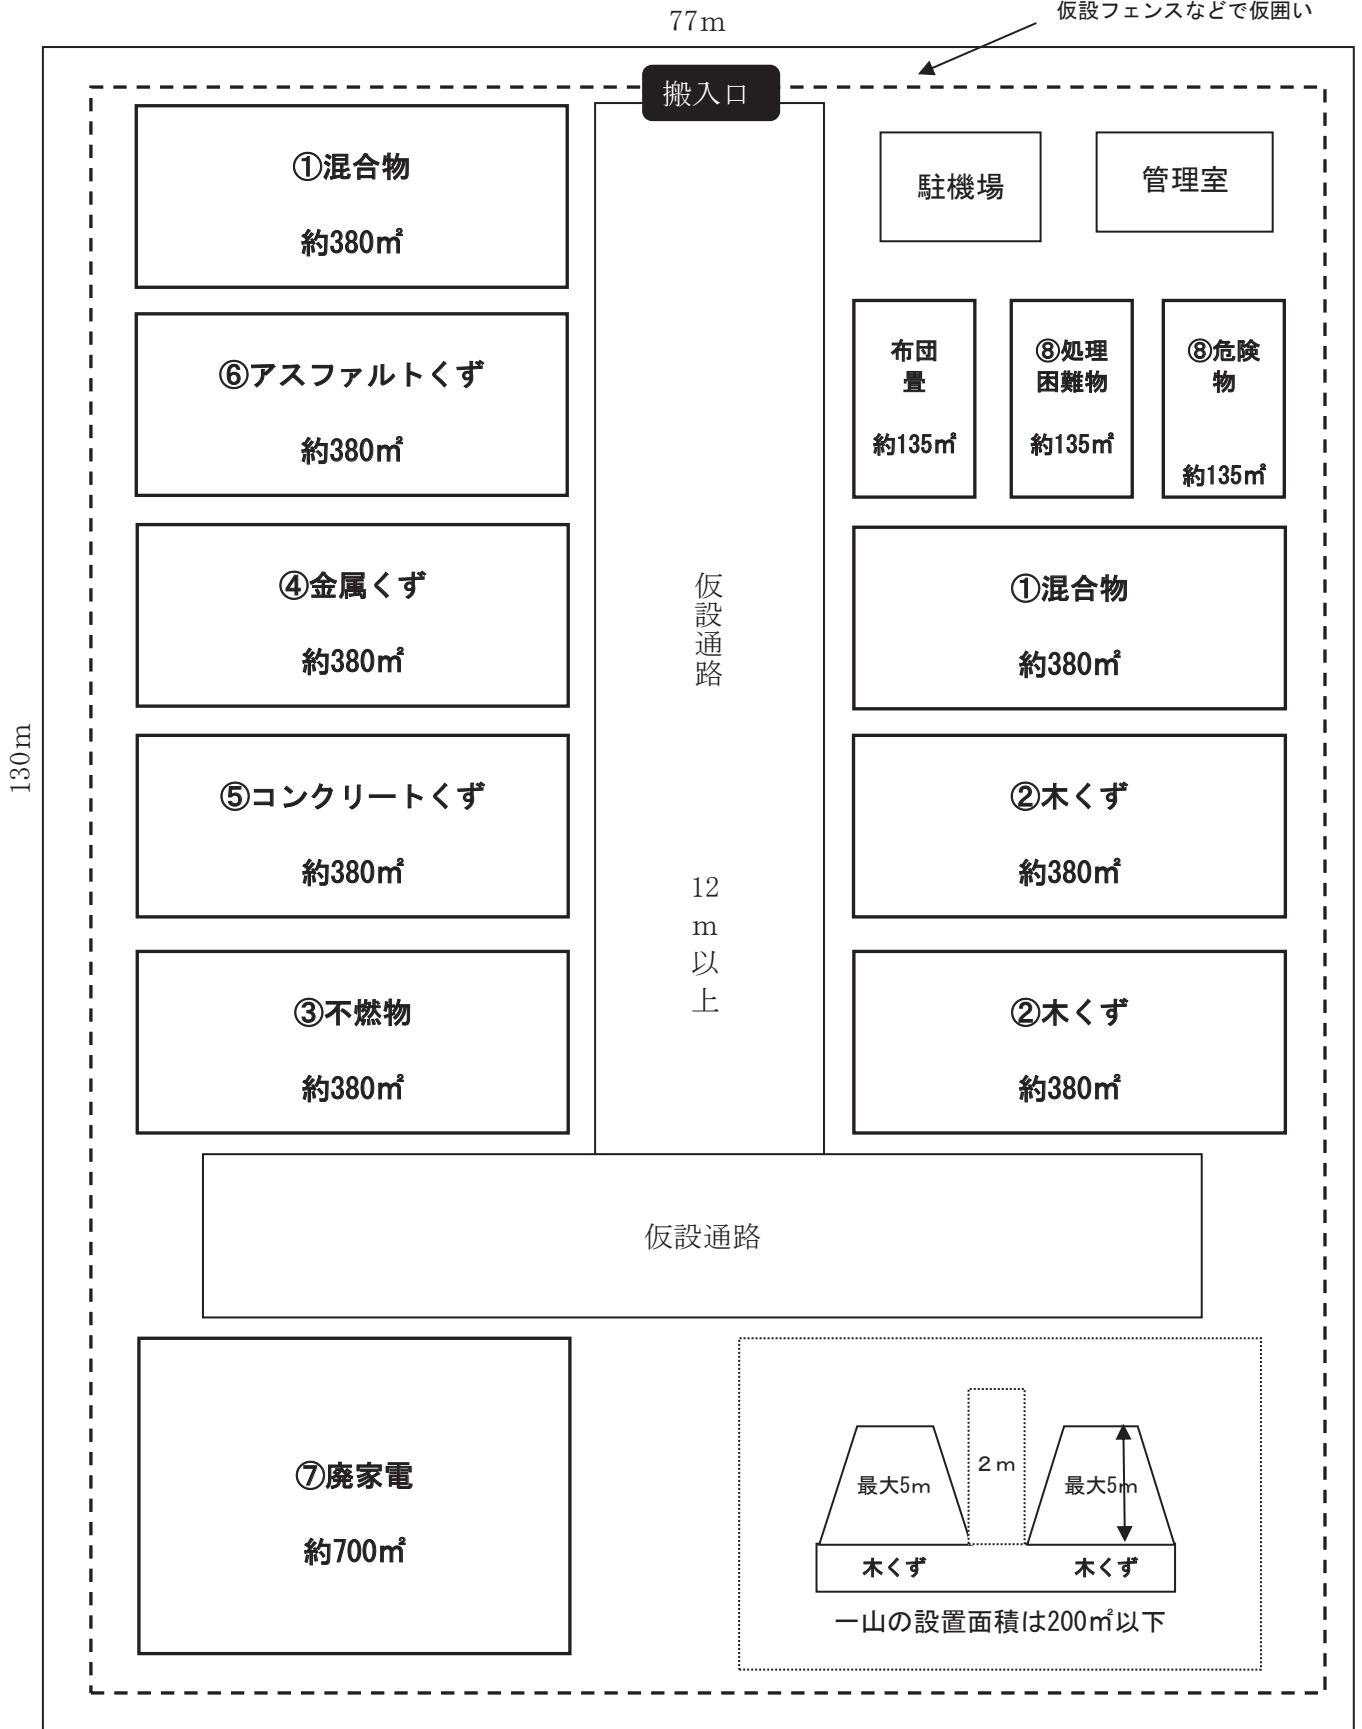 77m
仮設フェンスなどで仮囲い
搬入口
①混合物
約380㎡
駐機場
管理室
⑥アスファルトくず
約380㎡
布団
畳
約135㎡
⑧処理
困難物
約135㎡
⑧危険
物
約135㎡
④金属くず
約380㎡
仮設通路
①混合物
約380㎡
130m
⑤コンクリートくず
約380㎡
12
m
以
上
②木くず
約380㎡
③不燃物
約380㎡
②木くず
約380㎡
仮設通路
⑦廃家電
約700㎡
最大5m
2m
最大5m
木くず
木くず
一山の設置面積は200㎡以下